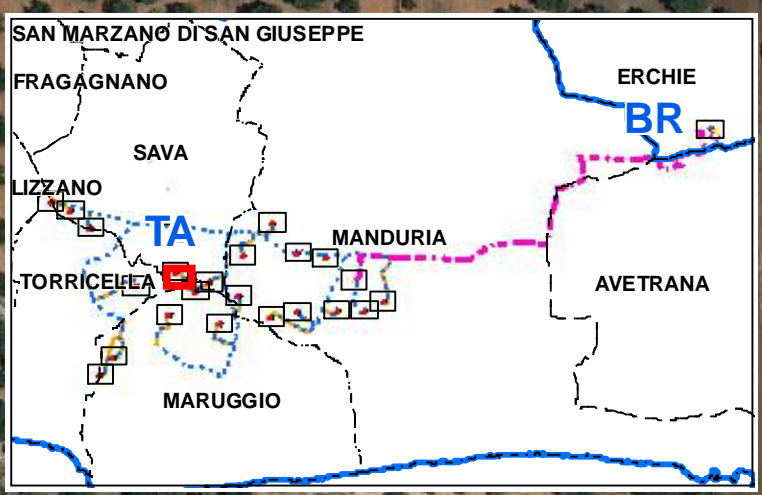 SAN MARZANO DI SAN GIUSEPPE
FRAGAGNANO
ERCHIE
BR
SAVA
LIZZANO
TA
MANDURIA
TORRICELLA
AVETRANA
MARUGGIO